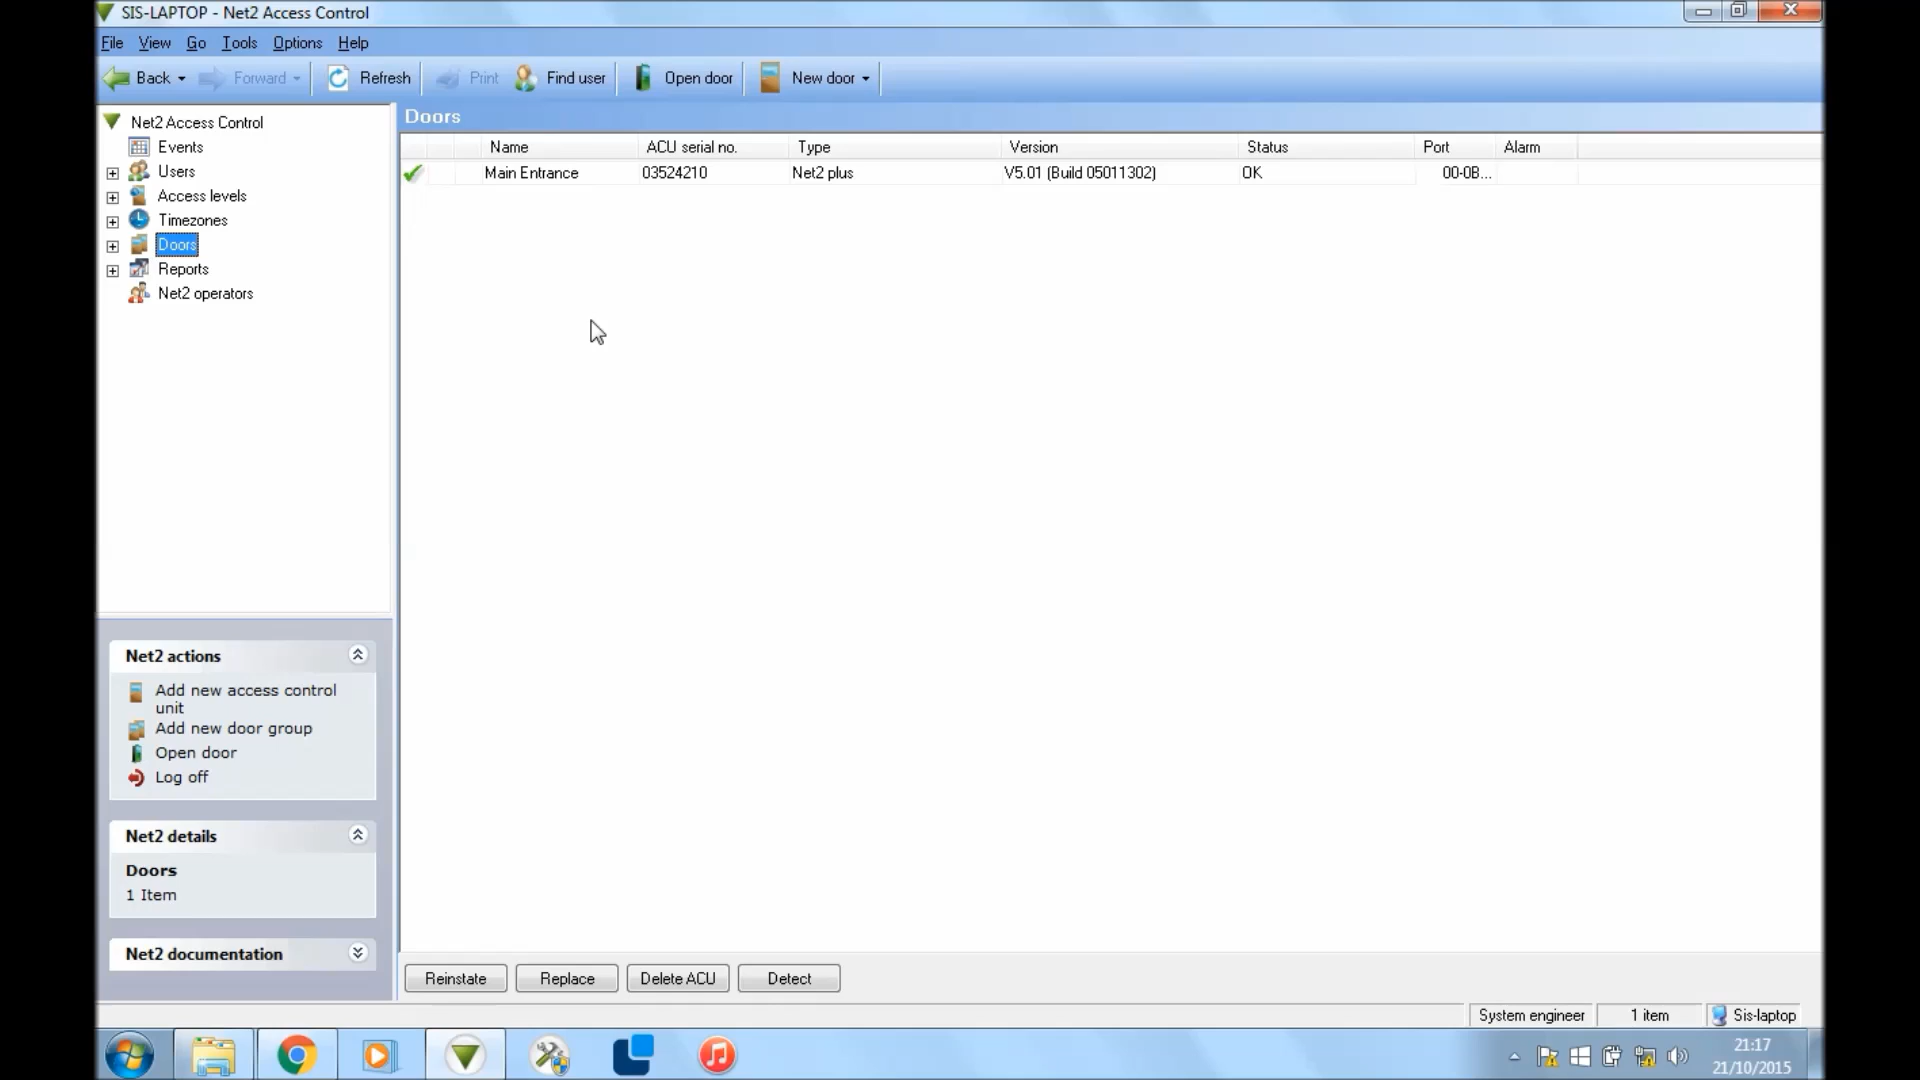 SIS-LAPTOP - Net2 Access Control
File View Go Tools Options Help
Back Forward Refresh Print Find user Open door New door
Net2 Access Control
Events
Users
Access levels
Timezones
Doors
Reports
Net2 operators
Doors
Name ACU serial no. Type Version Status Port Alarm
Main Entrance 03524210 Net2 plus V5.01 (Build 05011302) OK 00-0B...
Net2 actions
Add new access control
unit
Add new door group
Open door
Log off
Net2 details
Doors
1 Item
Net2 documentation
Reinstate Replace Delete ACU Detect
System engineer 1 item Sis-laptop
21:17
21/10/2015